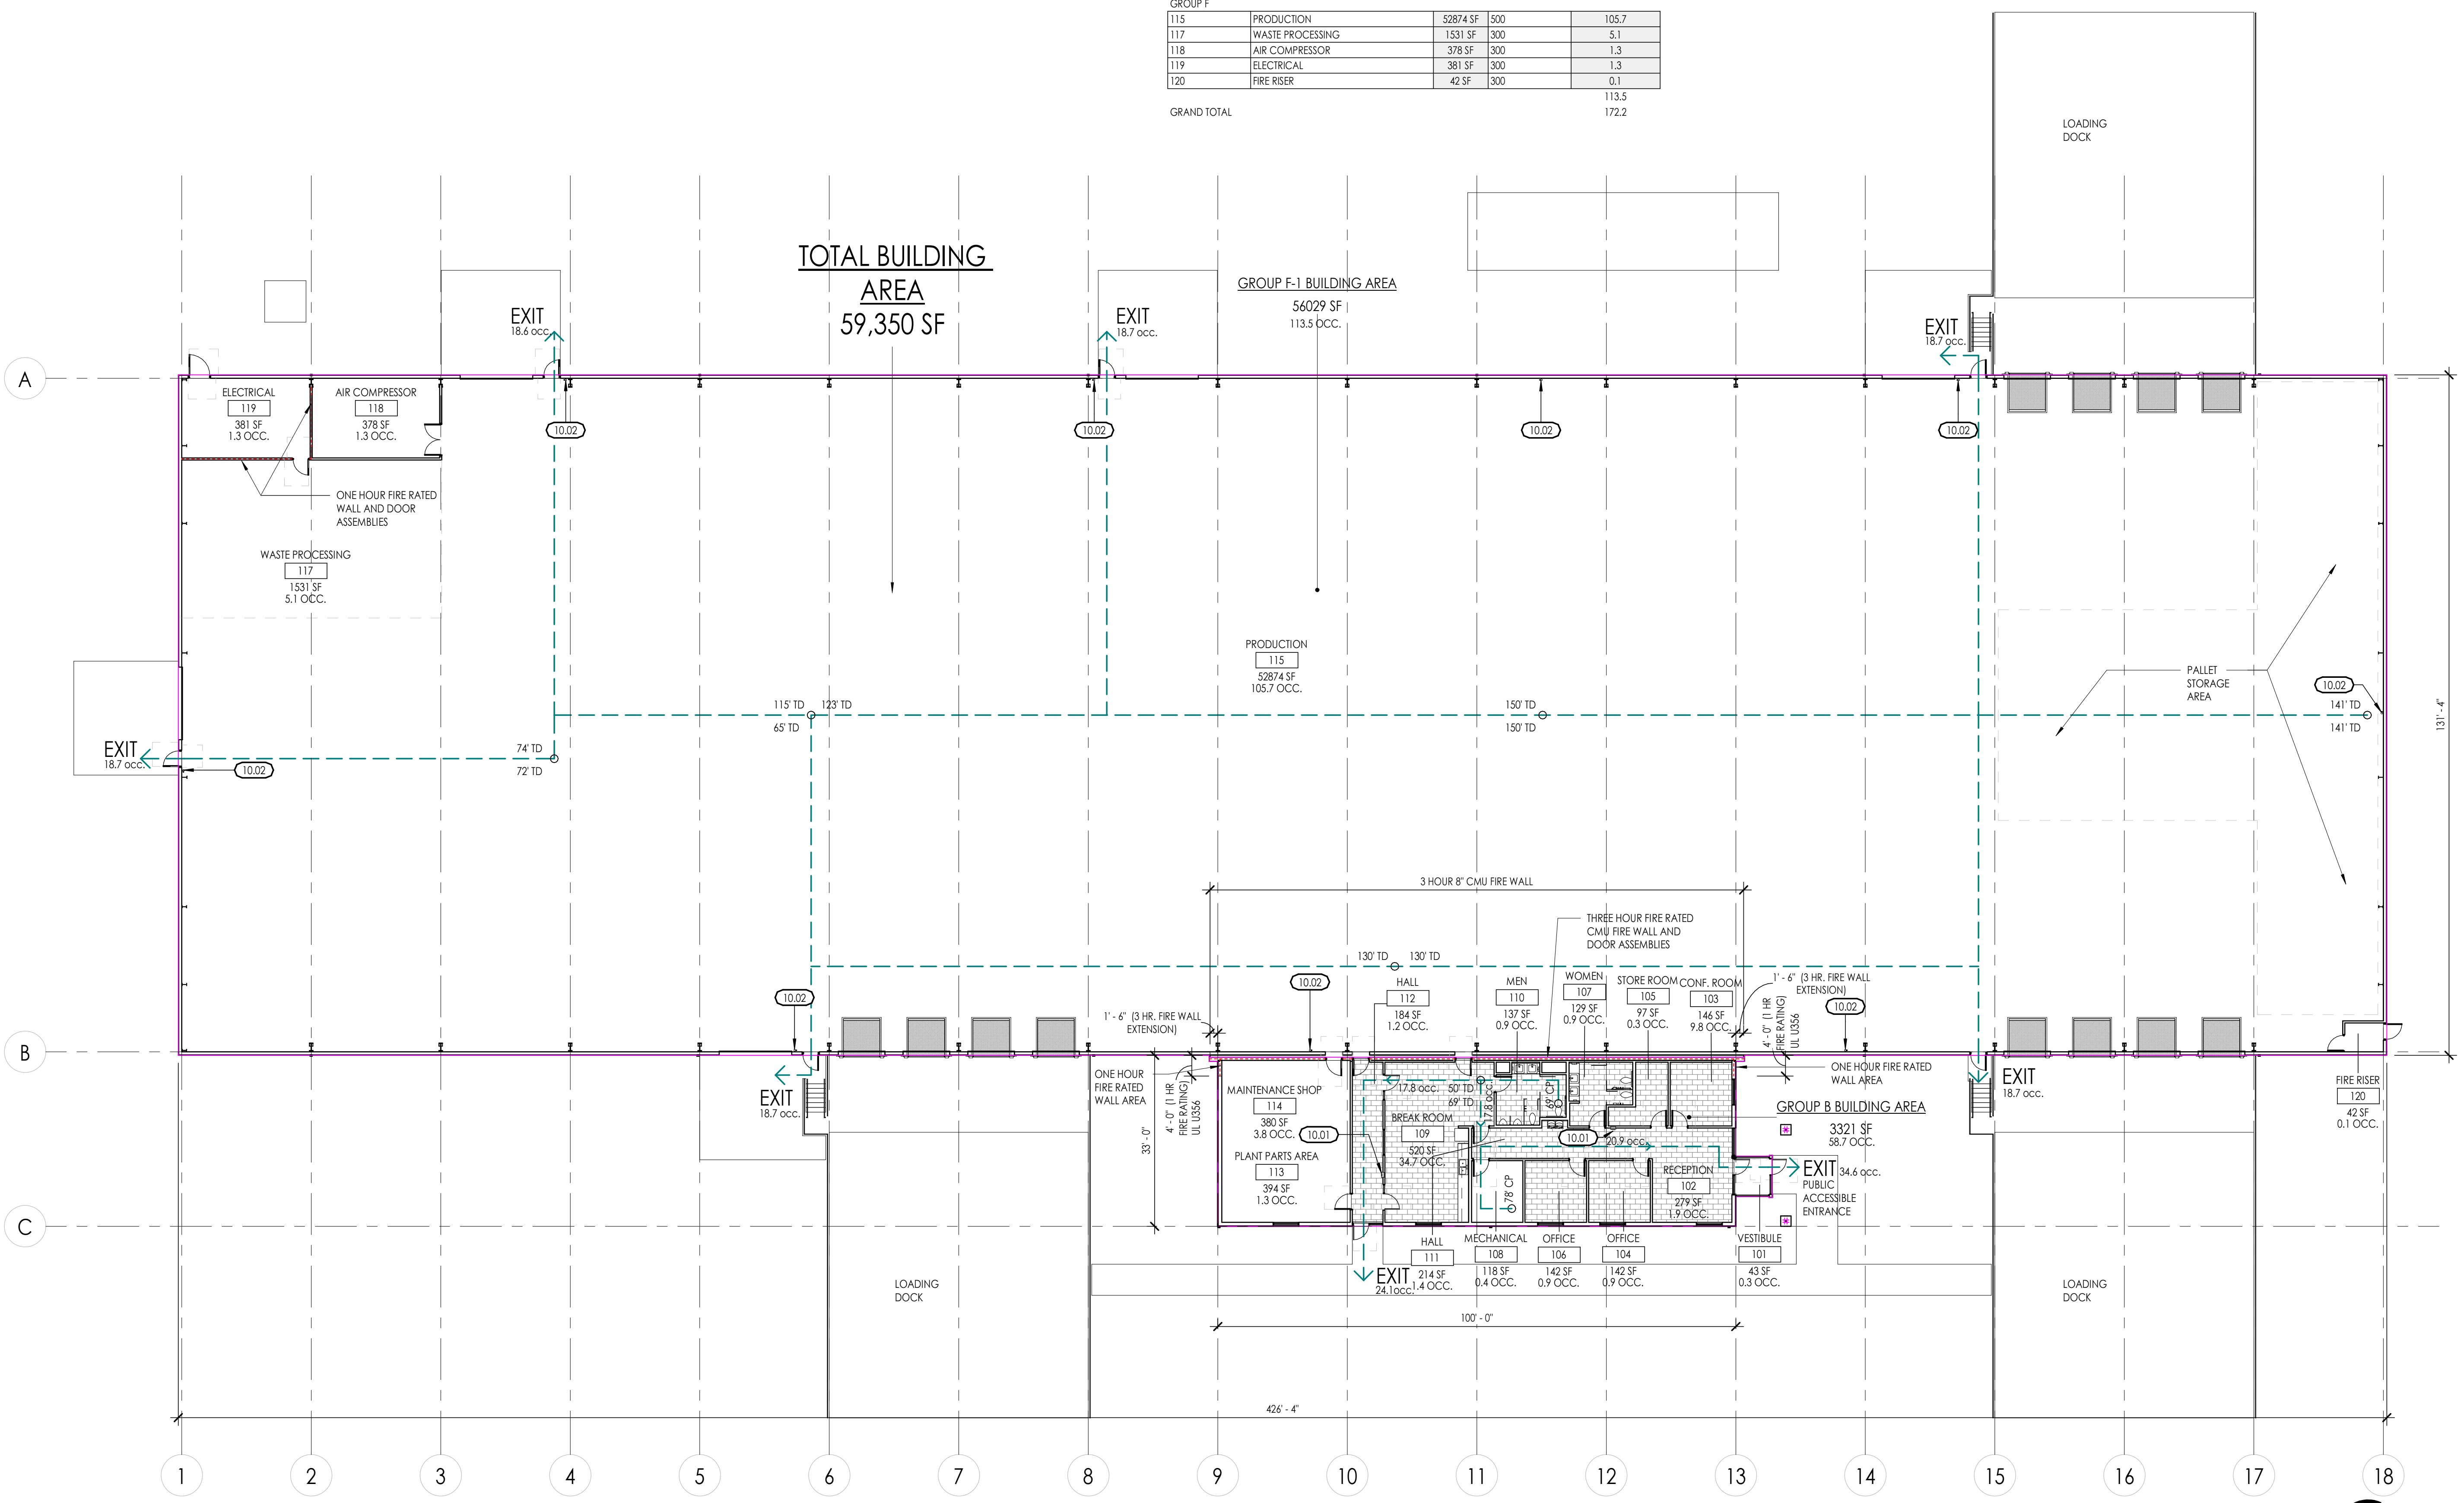 GROUP F
115 PRODUCTION 52874 SF 500 105.7
117 WASTE PROCESSING 1531 SF 300 5.1
118 AIR COMPRESSOR 378 SF 300 1.3
119 ELECTRICAL 381 SF 300 1.3
120 FIRE RISER 42 SF 300 0.1
113.5
GRAND TOTAL 172.2
LOADING
DOCK
TOTAL BUILDING
AREA
59,350 SF
GROUP F-1 BUILDING AREA
56029 SF
113.5 OCC.
EXIT
18.6 occ.
EXIT
18.7 occ.
EXIT
18.7 occ.
A
ELECTRICAL
119
381 SF
1.3 OCC.
AIR COMPRESSOR
118
378 SF
1.3 OCC.
10.02
10.02
10.02
10.02
ONE HOUR FIRE RATED
WALL AND DOOR
ASSEMBLIES
WASTE PROCESSING
117
1531 SF
5.1 OCC.
PRODUCTION
115
52874 SF
105.7 OCC.
PALLET
STORAGE
AREA
10.02
115' TD 123' TD
65' TD
150' TD
150' TD
141' TD
141' TD
131' - 4"
EXIT
18.7 occ.
10.02
74' TD
72' TD
3 HOUR 8" CMU FIRE WALL
THREE HOUR FIRE RATED
CMU FIRE WALL AND
DOOR ASSEMBLIES
130' TD 130' TD
10.02
10.02
HALL
112
184 SF
1.2 OCC.
MEN
110
137 SF
0.9 OCC.
WOMEN
107
129 SF
0.9 OCC.
STORE ROOM
105
97 SF
0.3 OCC.
CONF. ROOM
103
146 SF
9.8 OCC.
1' - 6" (3 HR. FIRE WALL
EXTENSION)
10.02
1' - 6" (3 HR. FIRE WALL
EXTENSION)
4' - 0" (1 HR
FIRE RATING)
UL U356
B
EXIT
18.7 occ.
33' - 0"
ONE HOUR
FIRE RATED
WALL AREA
4' - 0" (1 HR
FIRE RATING)
UL U356
MAINTENANCE SHOP
114
380 SF
3.8 OCC.
10.01
PLANT PARTS AREA
113
394 SF
1.3 OCC.
17.8 occ.
50' TD
69' TD
17.8 occ.
69' CP
BREAK ROOM
109
520 SF
34.7 OCC.
10.01
20.9 occ.
78' CP
RECEPTION
102
279 SF
1.9 OCC.
ONE HOUR FIRE RATED
WALL AREA
GROUP B BUILDING AREA
3321 SF
58.7 OCC.
EXIT 34.6 occ.
PUBLIC
ACCESSIBLE
ENTRANCE
EXIT
18.7 occ.
FIRE RISER
120
42 SF
0.1 OCC.
C
HALL
111
214 SF
1.4 OCC.
MECHANICAL
108
118 SF
0.4 OCC.
OFFICE
106
142 SF
0.9 OCC.
OFFICE
104
142 SF
0.9 OCC.
VESTIBULE
101
43 SF
0.3 OCC.
EXIT
24.1occ.
LOADING
DOCK
LOADING
DOCK
100' - 0"
426' - 4"
1 2 3 4 5 6 7 8 9 10 11 12 13 14 15 16 17 18